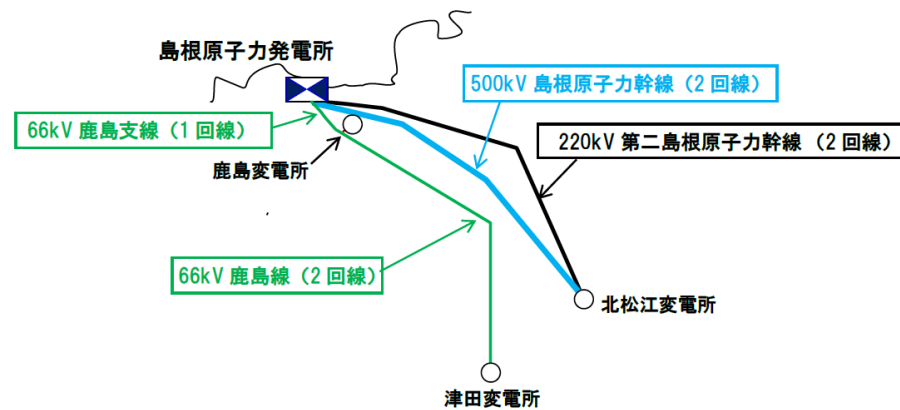 島根原子力発電所
500kV 島根原子力幹線（2回線）
66kV 鹿島支線（1回線）
220kV 第二島根原子力幹線（2回線）
鹿島変電所
66kV 鹿島線（2回線）
北松江変電所
津田変電所